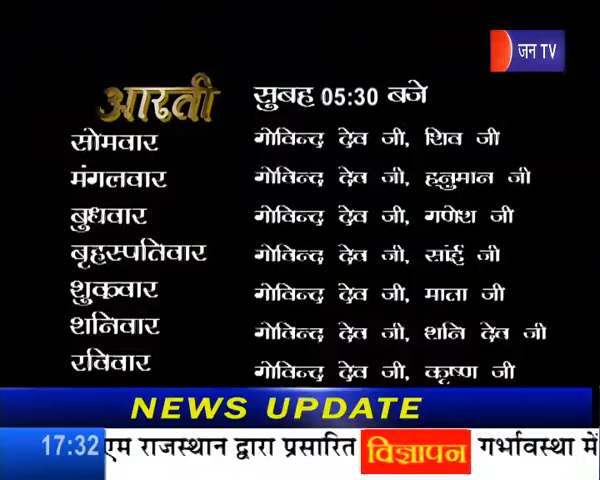 जन TV
आरती सुबह 05:30 बजे
सोमवार गोविन्द देव जी, शिव जी
मंगलवार गोविन्द देव जी, हनुमान जी
बुधवार गोविन्द देव जी, गणेश जी
बृहस्पतिवार गोविन्द देव जी, सांई जी
शुक्रवार गोविन्द देव जी, माता जी
शनिवार गोविन्द देव जी, शनि देव जी
रविवार गोविन्द देव जी, कृष्ण जी
NEWS UPDATE
17:32 एम राजस्थान द्वारा प्रसारित विज्ञापन गर्भावस्था में